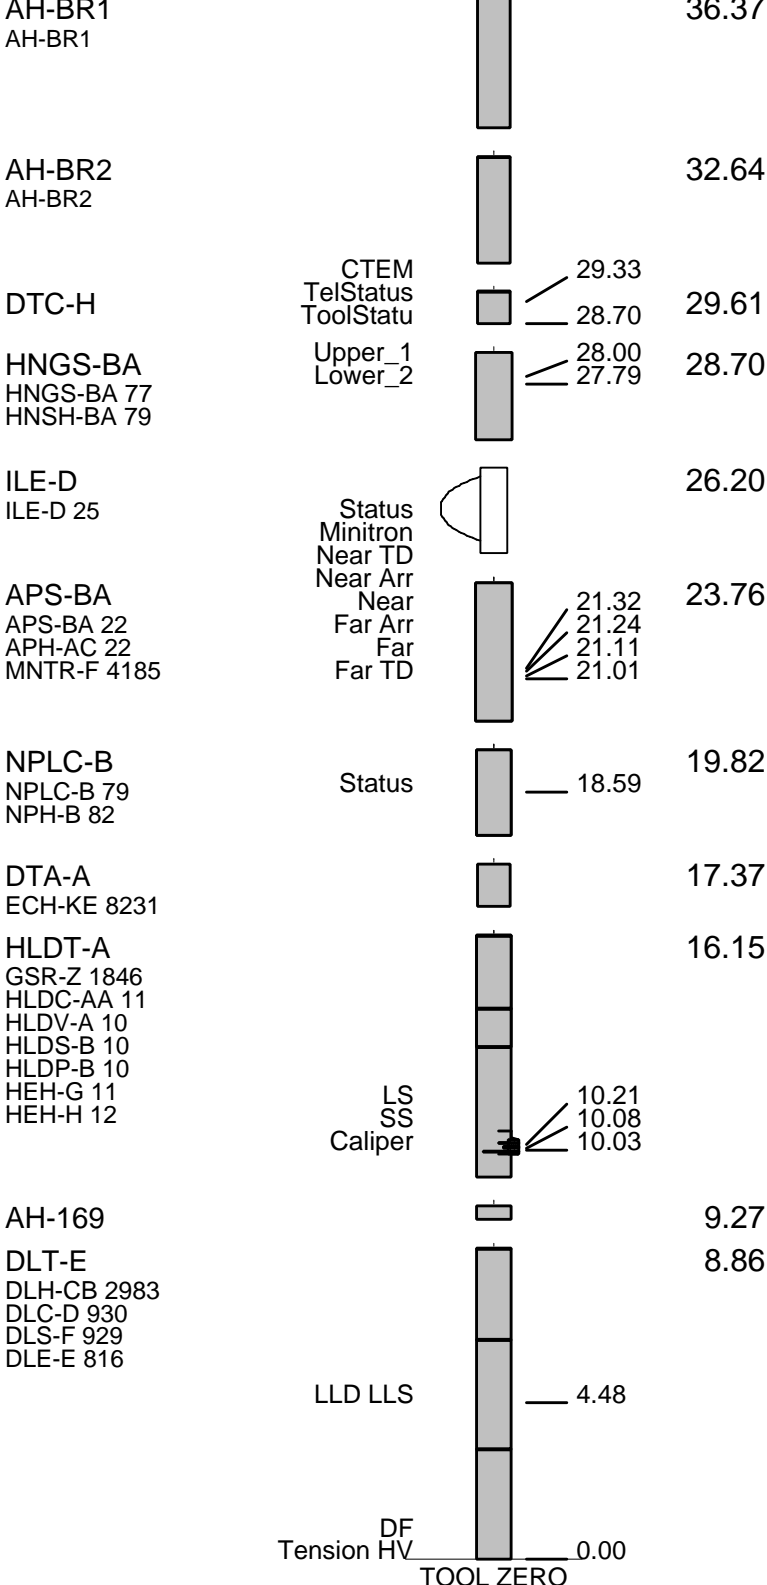 AH-BR1 36.37
AH-BR1
AH-BR2 32.64
AH-BR2
CTEM 29.33
TelStatus
DTC-H 29.61
ToolStatu 28.70
Upper_1 28.00
HNGS-BA 28.70
Lower_2 27.79
HNGS-BA 77
HNSH-BA 79
ILE-D 26.20
ILE-D 25
Status
Minitron
Near TD
Near Arr
APS-BA 23.76
Near 21.32
APS-BA 22 Far Arr 21.24
APH-AC 22 Far 21.11
MNTR-F 4185 Far TD 21.01
NPLC-B 19.82
NPLC-B 79 Status 18.59
NPH-B 82
DTA-A 17.37
ECH-KE 8231
HLDT-A 16.15
GSR-Z 1846
HLDC-AA 11
HLDV-A 10
HLDS-B 10
HLDP-B 10
HEH-G 11 LS 10.21
HEH-H 12 SS 10.08
Caliper 10.03
AH-169 9.27
DLT-E 8.86
DLH-CB 2983
DLC-D 930
DLS-F 929
DLE-E 816
LLD LLS 4.48
DF
Tension HV 0.00
TOOL ZERO